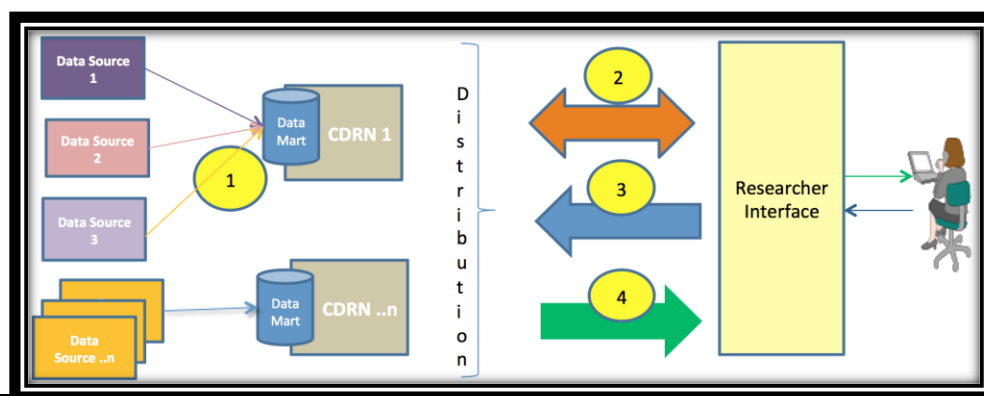 Data Source
1
Data Source
2
Data Source
3
Data
Source ..n
1
Data
Mart
CDRN 1
Data
Mart
CDRN ..n
D
i
s
t
r
i
b
u
t
i
o
n
2
3
4
Researcher
Interface